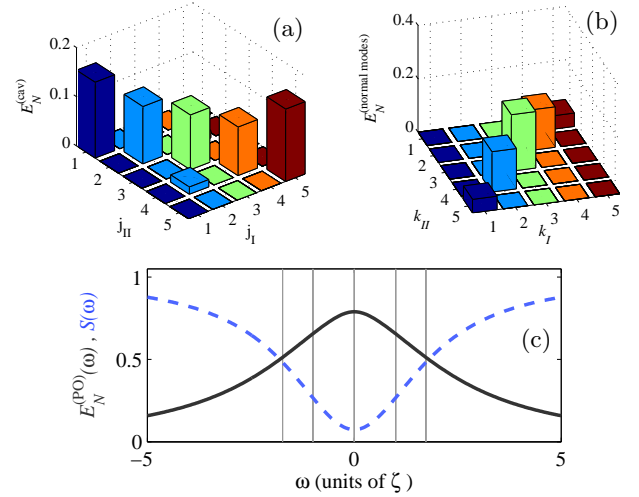 (a)
0.2
0.1
0
E_N^(cav)
1
2
3
4
5
j_II
1
2
3
4
5
j_I
(b)
0.4
0.2
0
E_N^(normal modes)
1
2
3
4
5
k_II
1
2
3
4
5
k_I
(c)
1
0.5
0
E_N^(PO)(ω) , S(ω)
−5
0
5
ω (units of ζ )